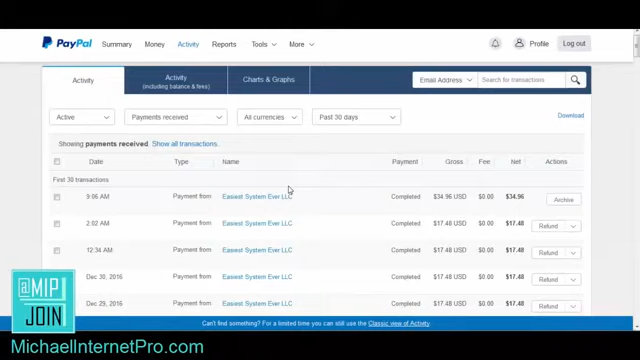 PayPal Summary Money Activity Reports Tools More Profile Log out
Activity Activity (including balance & fees) Charts & Graphs Email Address Search for transactions
Active Payments received All currencies Past 30 days Download
Showing payments received. Show all transactions.
Date Type Name Payment Gross Fee Net Actions
First 30 transactions
9:06 AM Payment from Easiest System Ever LLC Completed $34.96 USD $0.00 $34.96 Archive
2:02 AM Payment from Easiest System Ever LLC Completed $17.48 USD $0.00 $17.48 Refund
12:34 AM Payment from Easiest System Ever LLC Completed $17.48 USD $0.00 $17.48 Refund
Dec 30, 2016 Payment from Easiest System Ever LLC Completed $17.48 USD $0.00 $17.48 Refund
Dec 29, 2016 Payment from Easiest System Ever LLC Completed $17.48 USD $0.00 $17.48 Refund
Can't find something? For a limited time you can still use the Classic view of Activity
@MIP
JOIN
MichaelInternetPro.com